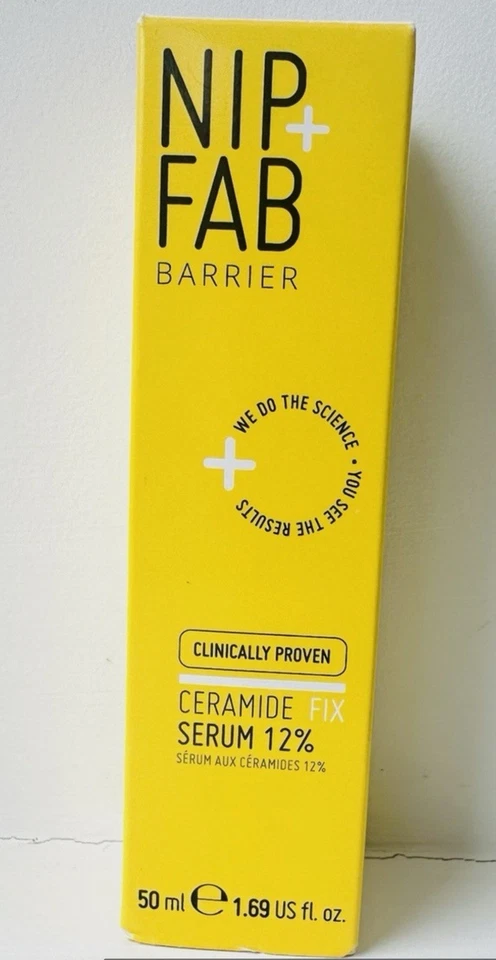 NIP+
FAB
BARRIER
WE DO THE SCIENCE • YOU SEE THE RESULTS
CLINICALLY PROVEN
CERAMIDE FIX
SERUM 12%
SÉRUM AUX CÉRAMIDES 12%
50 ml ℮ 1.69 US fl. oz.